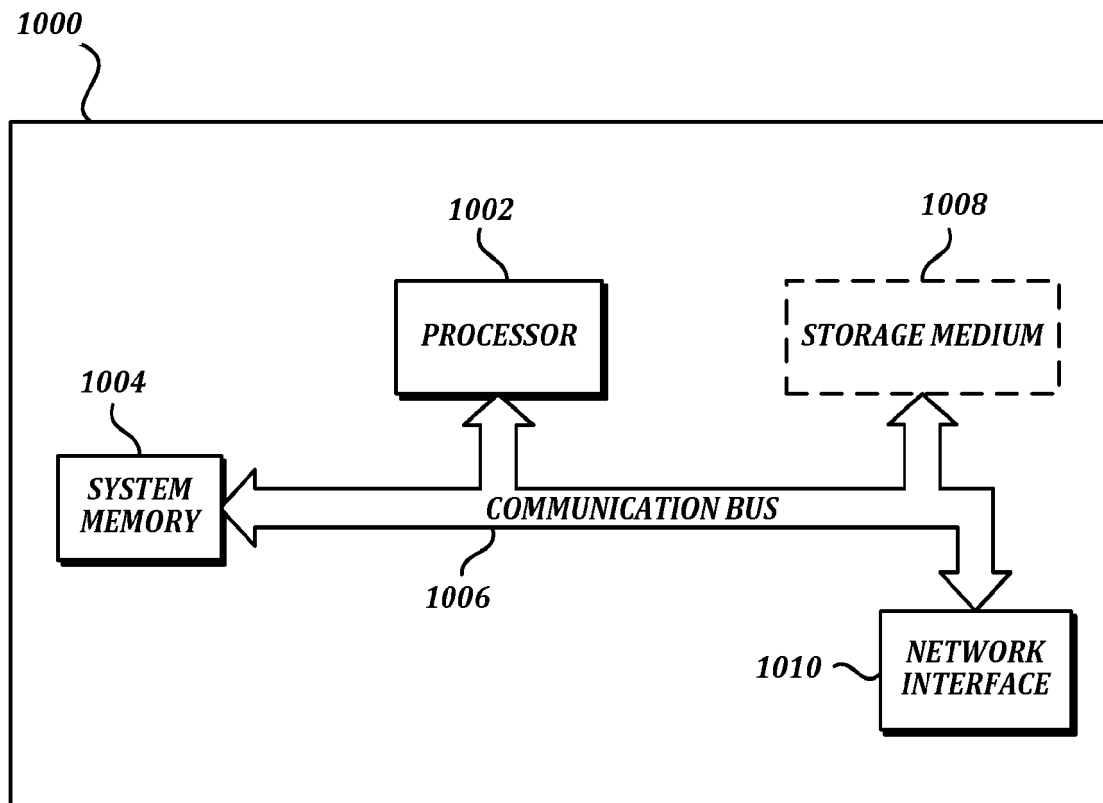 1000
1002
1008
PROCESSOR
STORAGE MEDIUM
1004
SYSTEM
MEMORY
COMMUNICATION BUS
1006
1010
NETWORK
INTERFACE